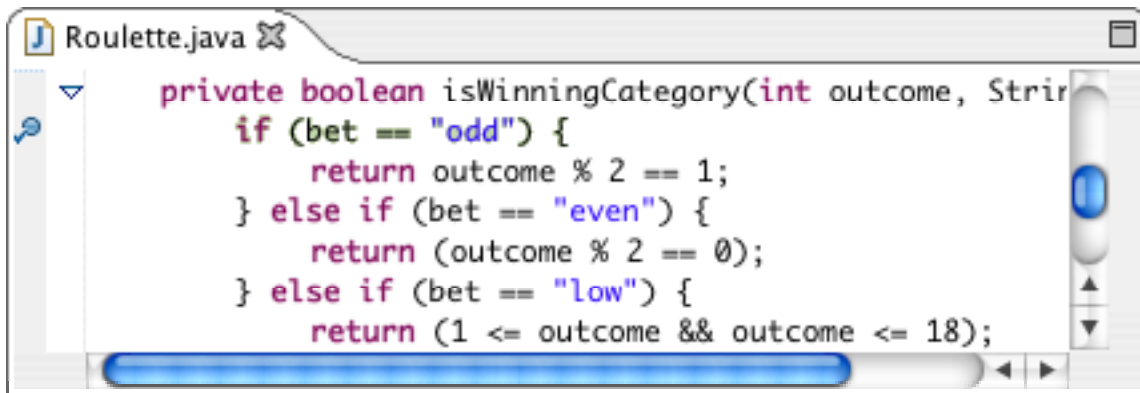 Roulette.java
private boolean isWinningCategory(int outcome, Strin
if (bet == "odd") {
return outcome % 2 == 1;
} else if (bet == "even") {
return (outcome % 2 == 0);
} else if (bet == "low") {
return (1 <= outcome && outcome <= 18);